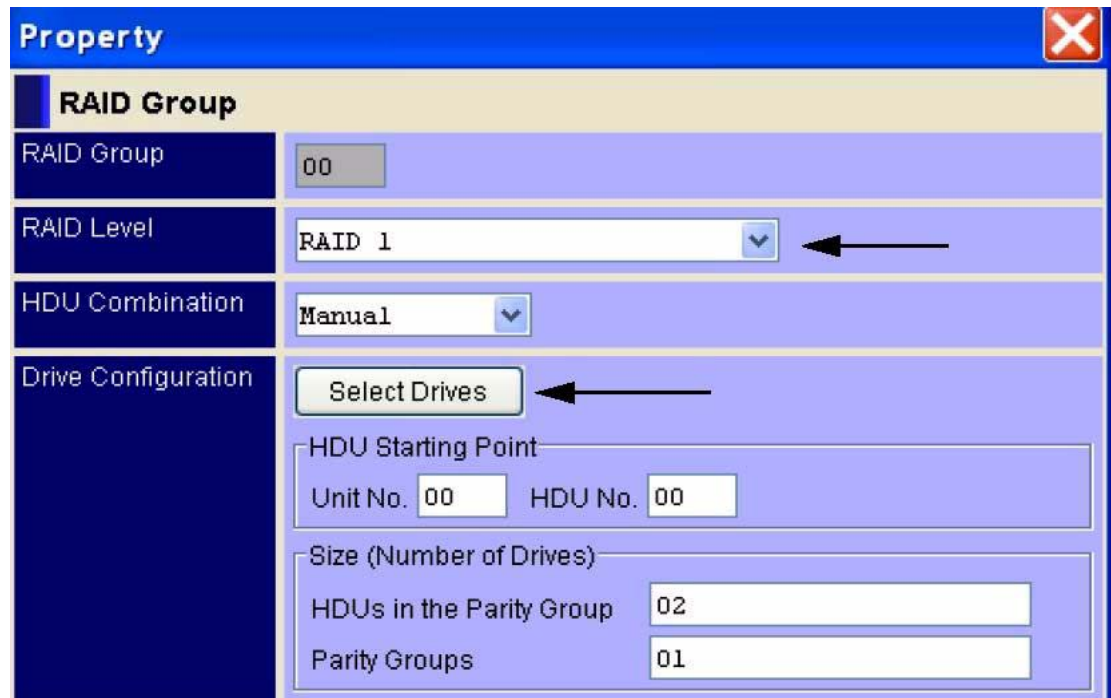 Property
RAID Group
RAID Group 00
RAID Level RAID 1
HDU Combination Manual
Drive Configuration Select Drives
HDU Starting Point
Unit No. 00 HDU No. 00
Size (Number of Drives)
HDUs in the Parity Group 02
Parity Groups 01